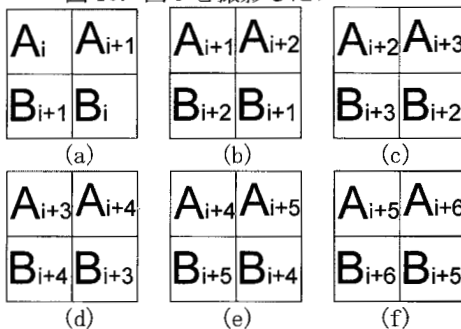 A_i A_{i+1} A_{i+1} A_{i+2} A_{i+2} A_{i+3}
B_{i+1} B_i B_{i+2} B_{i+1} B_{i+3} B_{i+2}
(a) (b) (c)
A_{i+3} A_{i+4} A_{i+4} A_{i+5} A_{i+5} A_{i+6}
B_{i+4} B_{i+3} B_{i+5} B_{i+4} B_{i+6} B_{i+5}
(d) (e) (f)